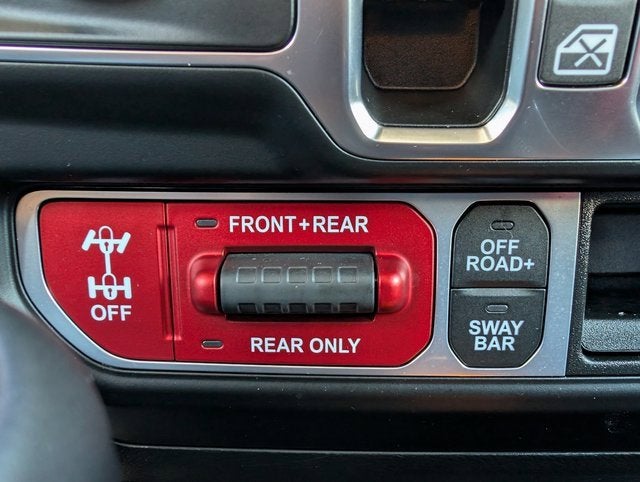 FRONT+REAR
OFF
REAR ONLY
OFF
ROAD+
SWAY
BAR